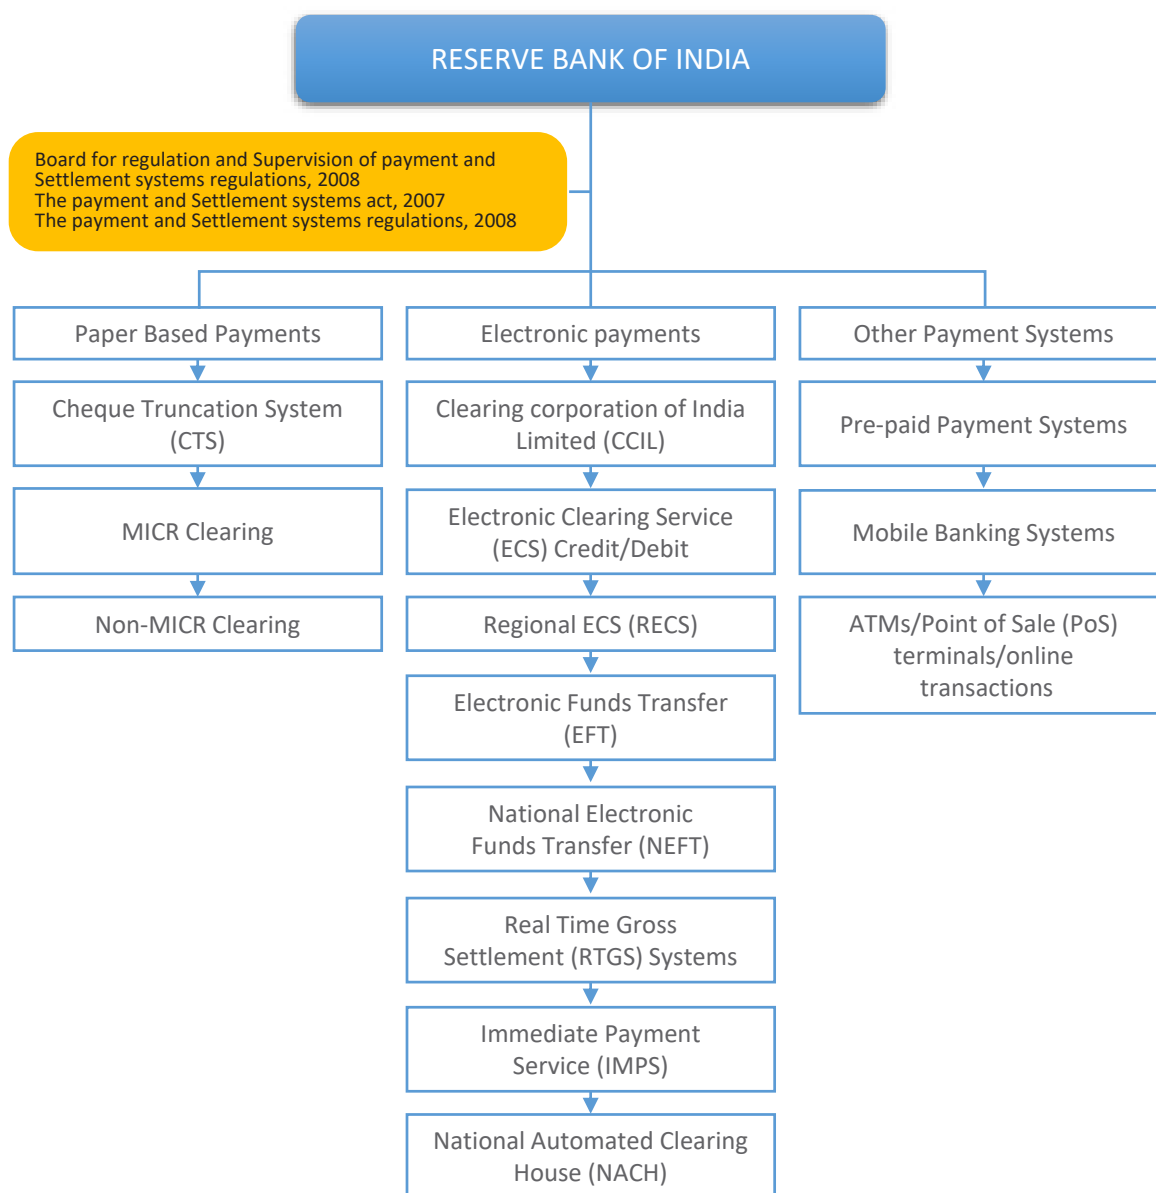 RESERVE BANK OF INDIA
Board for regulation and Supervision of payment and
Settlement systems regulations, 2008
The payment and Settlement systems act, 2007
The payment and Settlement systems regulations, 2008
Paper Based Payments
Cheque Truncation System
(CTS)
MICR Clearing
Non-MICR Clearing
Electronic payments
Clearing corporation of India
Limited (CCIL)
Electronic Clearing Service
(ECS) Credit/Debit
Regional ECS (RECS)
Electronic Funds Transfer
(EFT)
National Electronic
Funds Transfer (NEFT)
Real Time Gross
Settlement (RTGS) Systems
Immediate Payment
Service (IMPS)
National Automated Clearing
House (NACH)
Other Payment Systems
Pre-paid Payment Systems
Mobile Banking Systems
ATMs/Point of Sale (PoS)
terminals/online
transactions